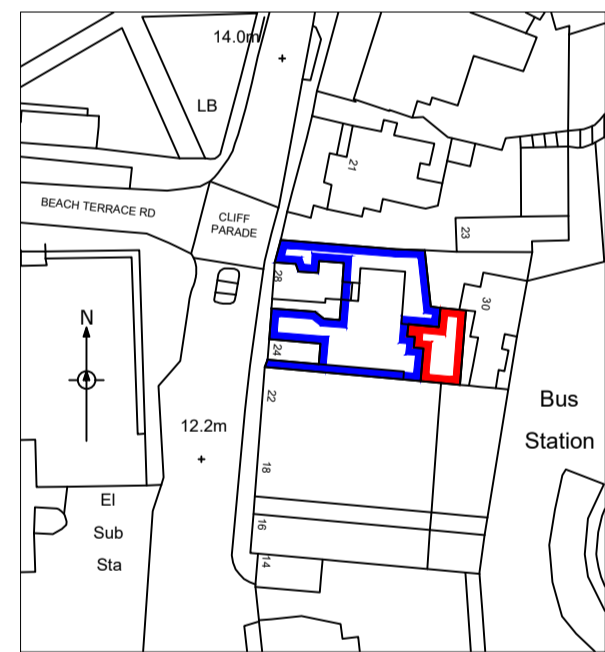 14.0m
LB
21
BEACH TERRACE RD
CLIFF
PARADE
23
28
30
N
24
22
Bus
Station
12.2m
18
El
Sub
Sta
16
14